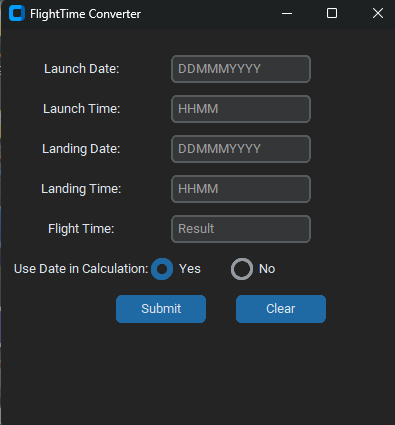 FlightTime Converter
Launch Date: DDMMMYYYY
Launch Time: HHMM
Landing Date: DDMMMYYYY
Landing Time: HHMM
Flight Time: Result
Use Date in Calculation: Yes No
Submit Clear